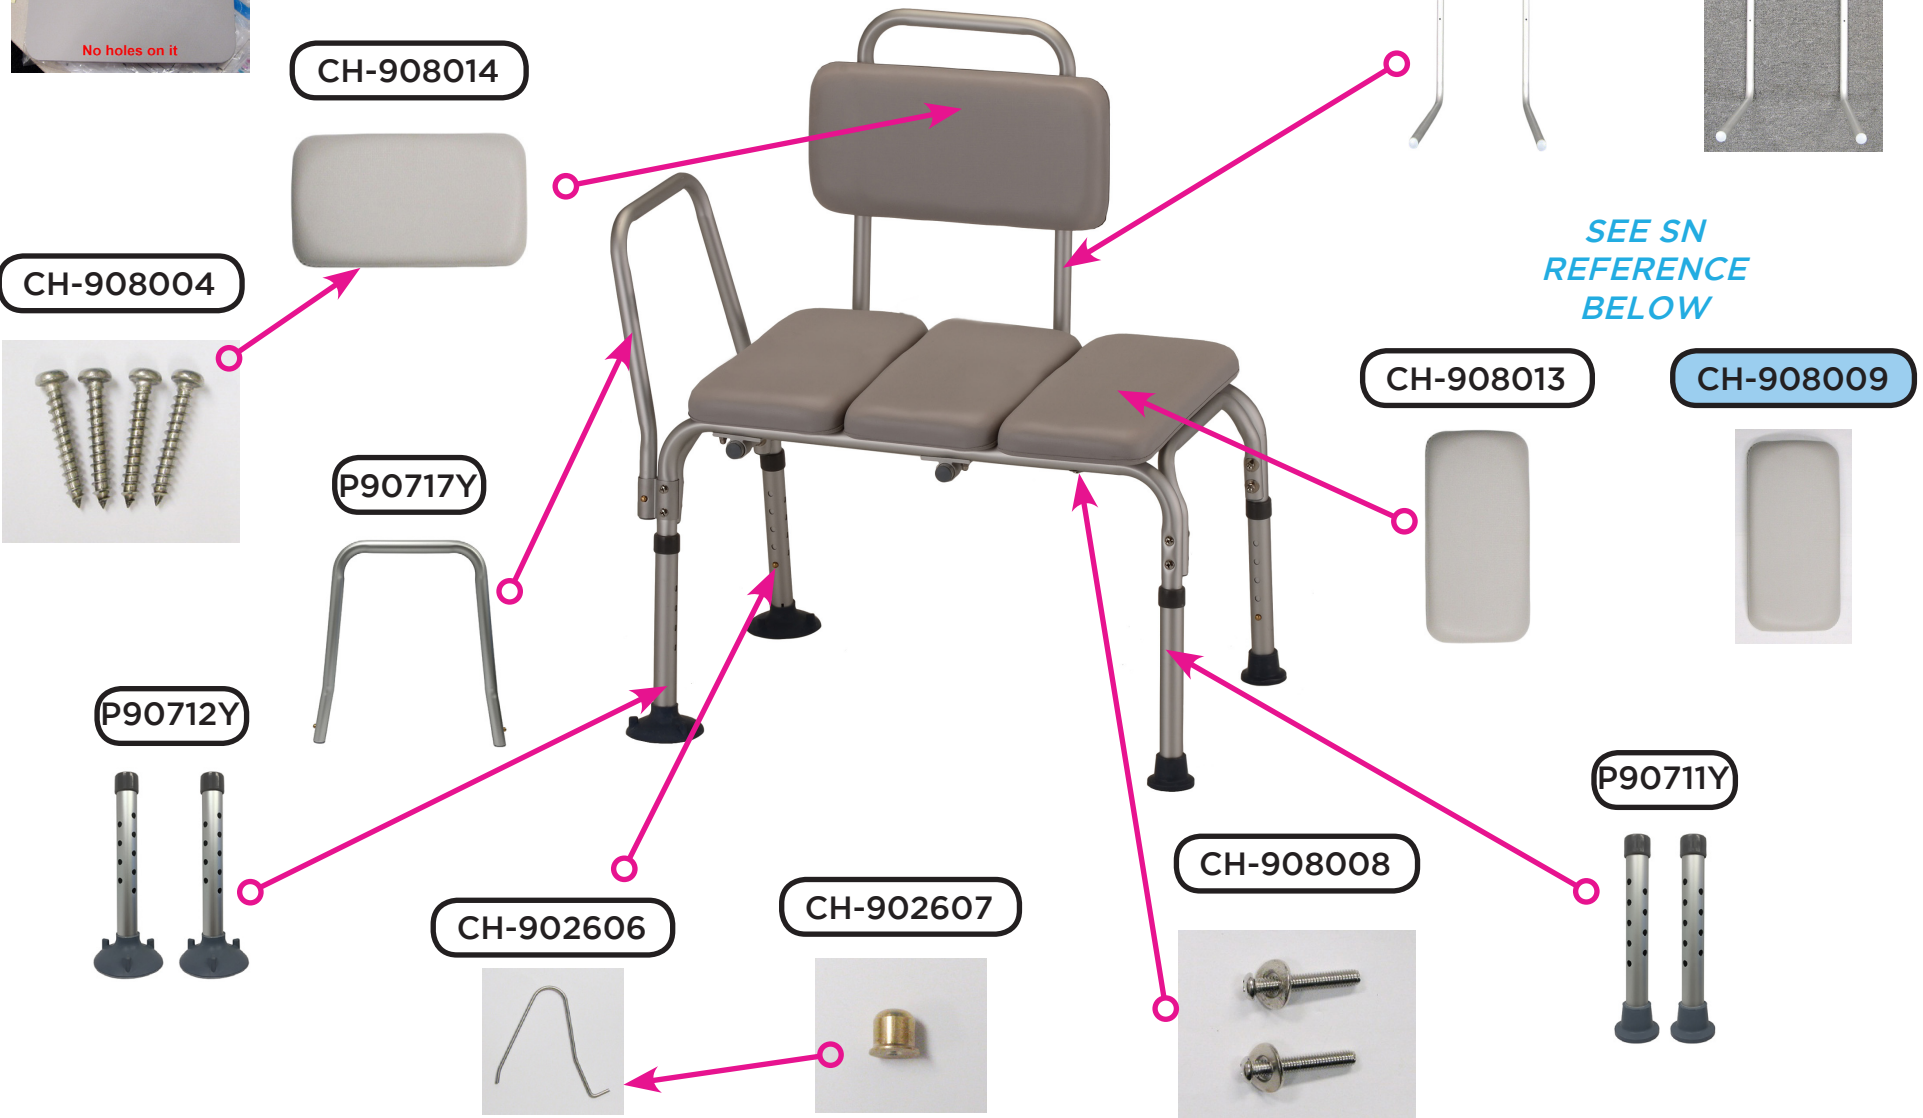 No holes on it
CH-908014
CH-908004
SEE SN
REFERENCE
BELOW
CH-908013
CH-908009
P90717Y
P90712Y
P90711Y
CH-908008
CH-902607
CH-902606